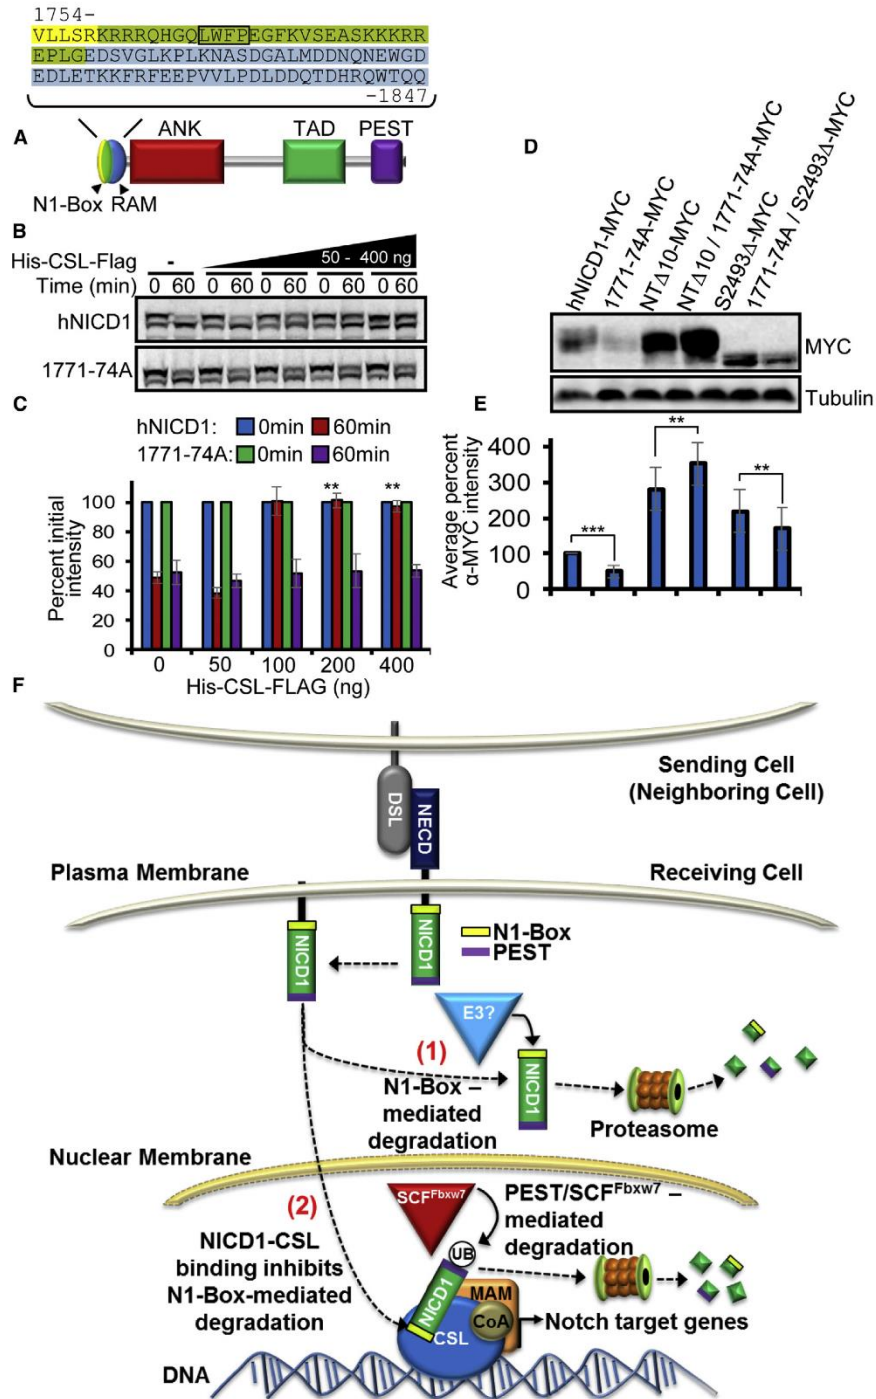 1754-
VLLSRKRRRQHGQLWFPEGFKVSEASKKKRR
EPLGEDSVGLKPLKNASDGALMDDNQNEWGD
EDLETKKFRFEEPVVLPDLDDQTDHRQWTQQ
-1847
A
ANK TAD PEST
N1-Box RAM
B
His-CSL-Flag - 50 - 400 ng
Time (min) 0 60 0 60 0 60 0 60 0 60
hNICD1
1771-74A
C
hNICD1: 0min 60min
1771-74A: 0min 60min
Percent initial intensity
100
80
60
40
20
0
** **
0 50 100 200 400
His-CSL-FLAG (ng)
D
hNICD1-MYC
1771-74A-MYC
NTΔ10-MYC
NTΔ10 / 1771-74A-MYC
S2493Δ-MYC
1771-74A / S2493Δ-MYC
MYC
Tubulin
E
Average percent
α-MYC intensity
400
300
200
100
0
*** ** **
F
Sending Cell
(Neighboring Cell)
DSL
NECD
Plasma Membrane
Receiving Cell
NICD1
NICD1
N1-Box
PEST
E3?
(1)
N1-Box –
mediated
degradation
NICD1
Proteasome
Nuclear Membrane
(2)
NICD1-CSL
binding inhibits
N1-Box-mediated
degradation
SCFFbxw7
PEST/SCFFbxw7 –
mediated
degradation
UB
NICD1
MAM
CoA
CSL
Notch target genes
DNA